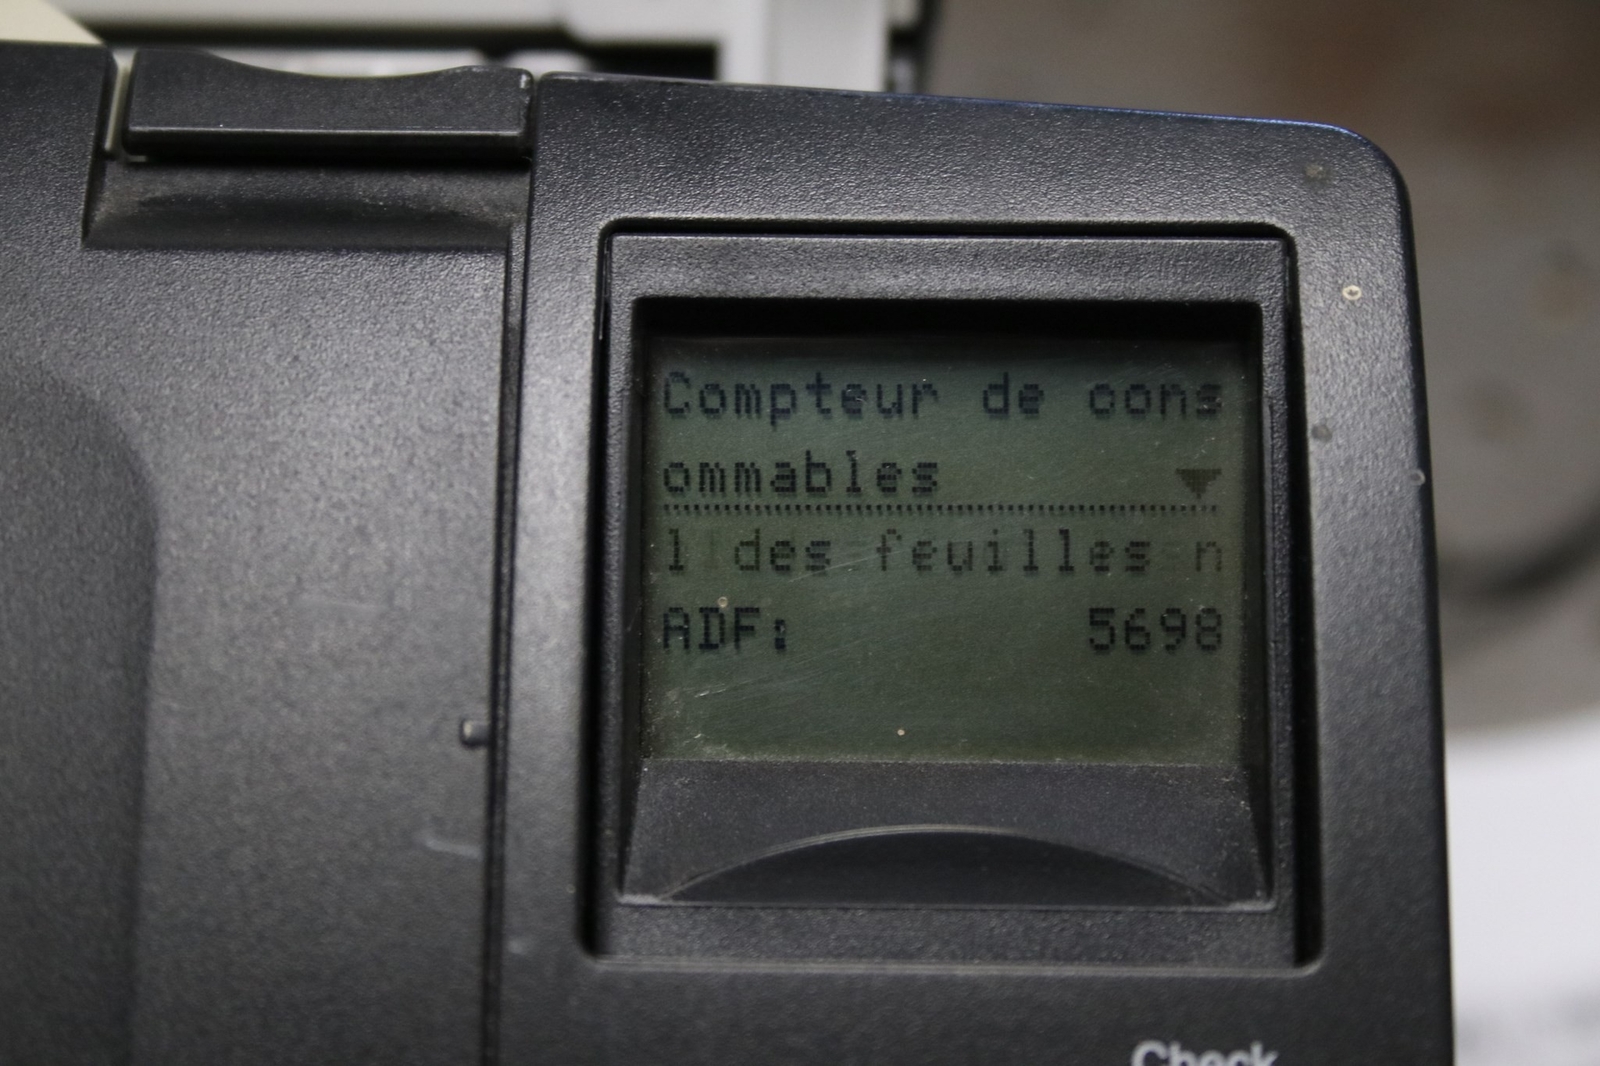 Compteur de cons
ommables ▼
l des feuilles n
ADF: 5698
Check